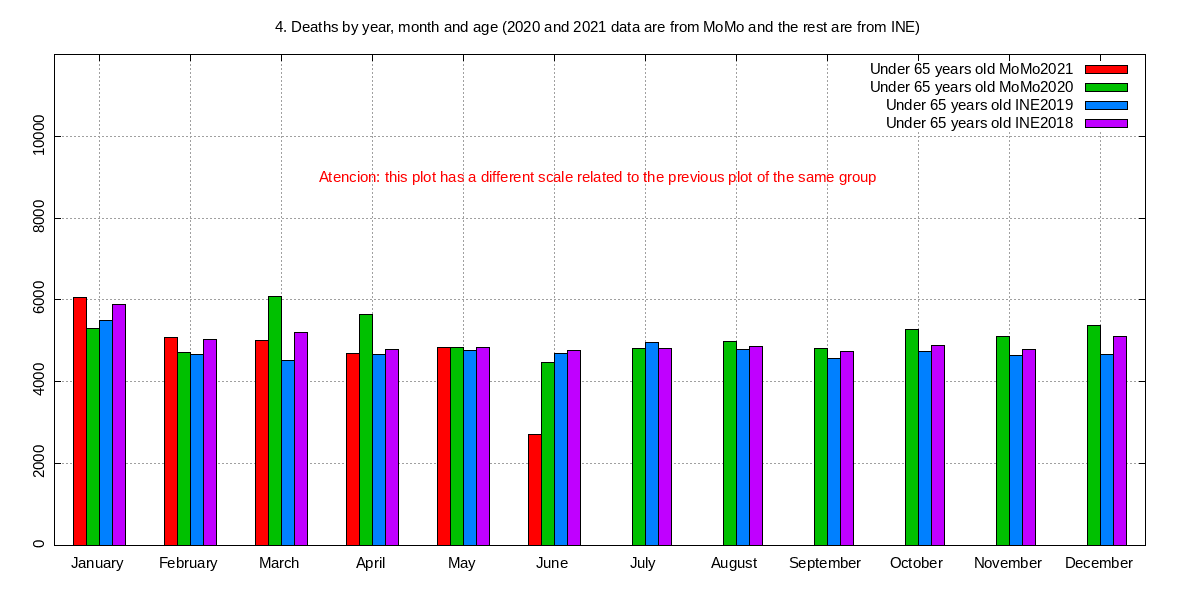 4. Deaths by year, month and age (2020 and 2021 data are from MoMo and the rest are from INE)
Under 65 years old MoMo2021
Under 65 years old MoMo2020
Under 65 years old INE2019
Under 65 years old INE2018
Atencion: this plot has a different scale related to the previous plot of the same group
10000
8000
6000
4000
2000
0
January February March April May June July August September October November December